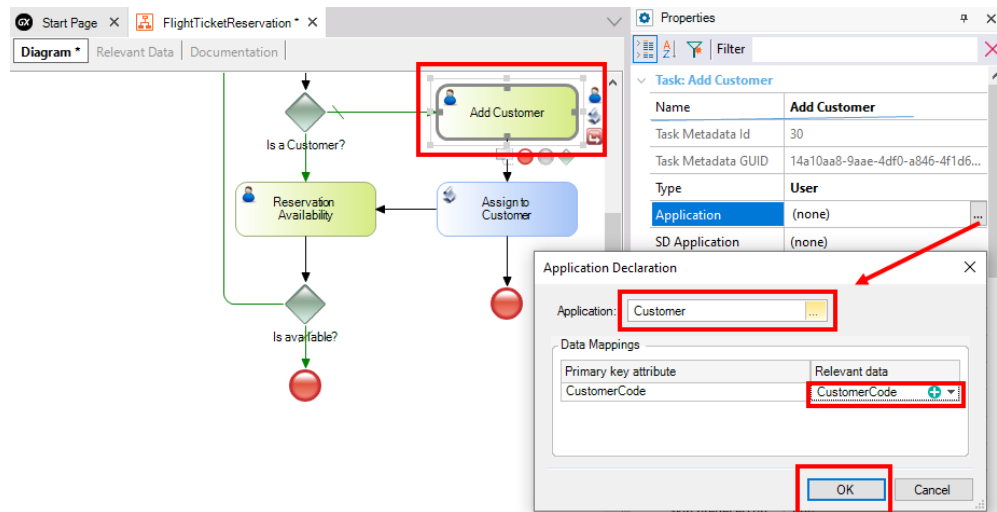 GX Start Page
FlightTicketReservation *
Diagram *
Relevant Data
Documentation
Is a Customer?
Add Customer
Reservation
Availability
Assign to
Customer
Is available?
Properties
Filter
Task: Add Customer
Name Add Customer
Task Metadata Id 30
Task Metadata GUID 14a10aa8-9aae-4df0-a846-4f1d6...
Type User
Application (none) ...
SD Application (none)
Application Declaration
Application: Customer ...
Data Mappings
Primary key attribute Relevant data
CustomerCode CustomerCode
OK Cancel